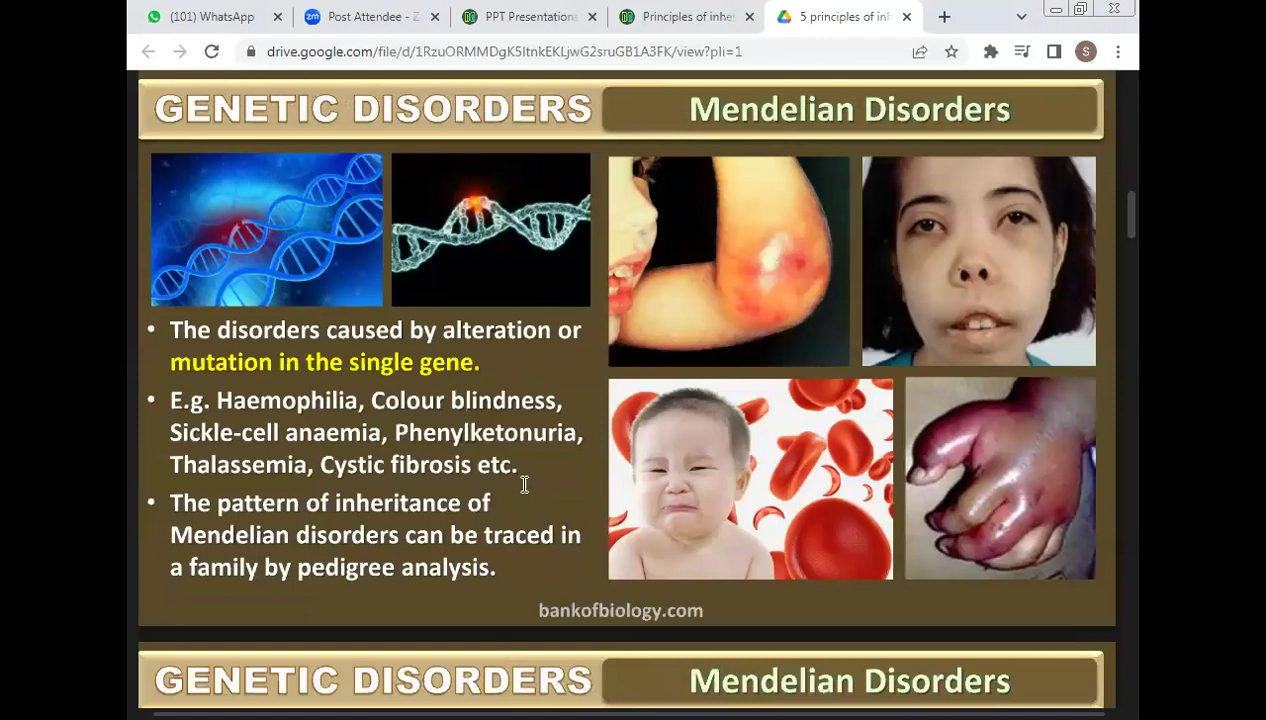 (101) WhatsApp
Post Attendee - Z
PPT Presentations
Principles of inhe
5 principles of inh
drive.google.com/file/d/1RzuORMMDgK5ItnkEKLjwG2sruGB1A3FK/view?pli=1
S
GENETIC DISORDERS
Mendelian Disorders
• The disorders caused by alteration or
mutation in the single gene.
• E.g. Haemophilia, Colour blindness,
Sickle-cell anaemia, Phenylketonuria,
Thalassemia, Cystic fibrosis etc.
• The pattern of inheritance of
Mendelian disorders can be traced in
a family by pedigree analysis.
bankofbiology.com
GENETIC DISORDERS
Mendelian Disorders